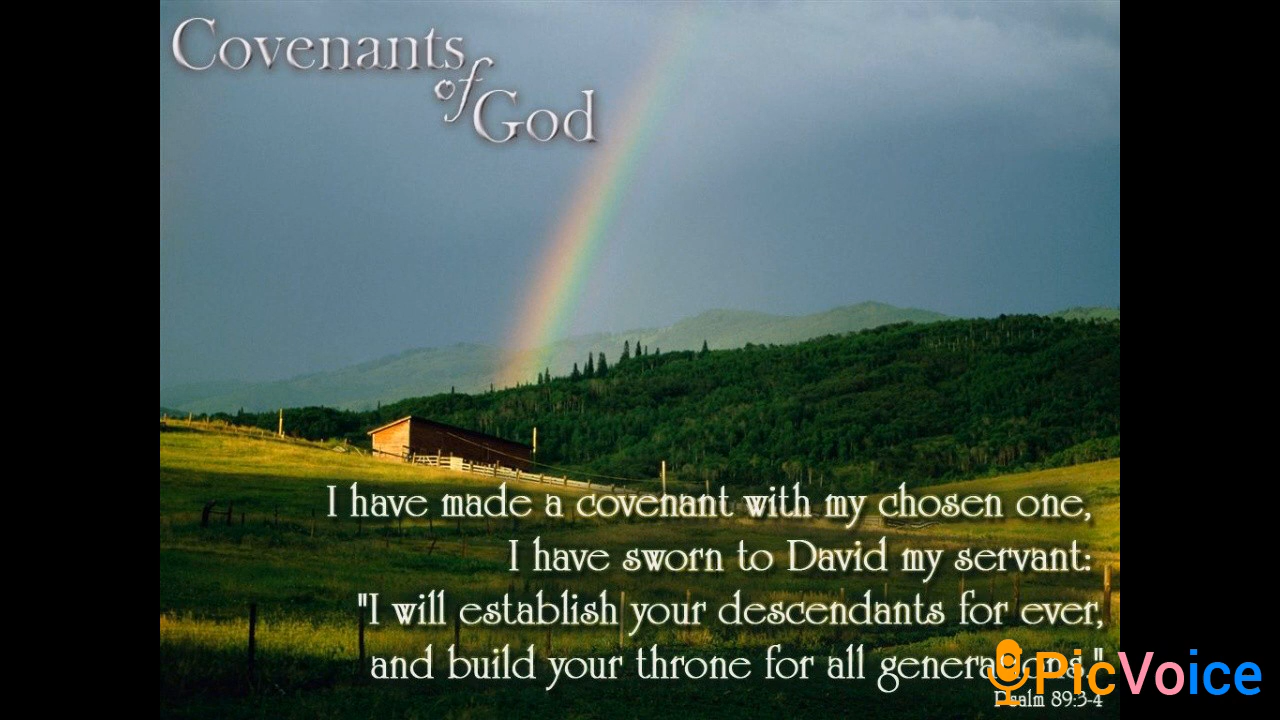 Covenants
of
God
I have made a covenant with my chosen one,
I have sworn to David my servant:
"I will establish your descendants for ever,
and build your throne for all generations."
PicVoice
Psalm 89:3-4